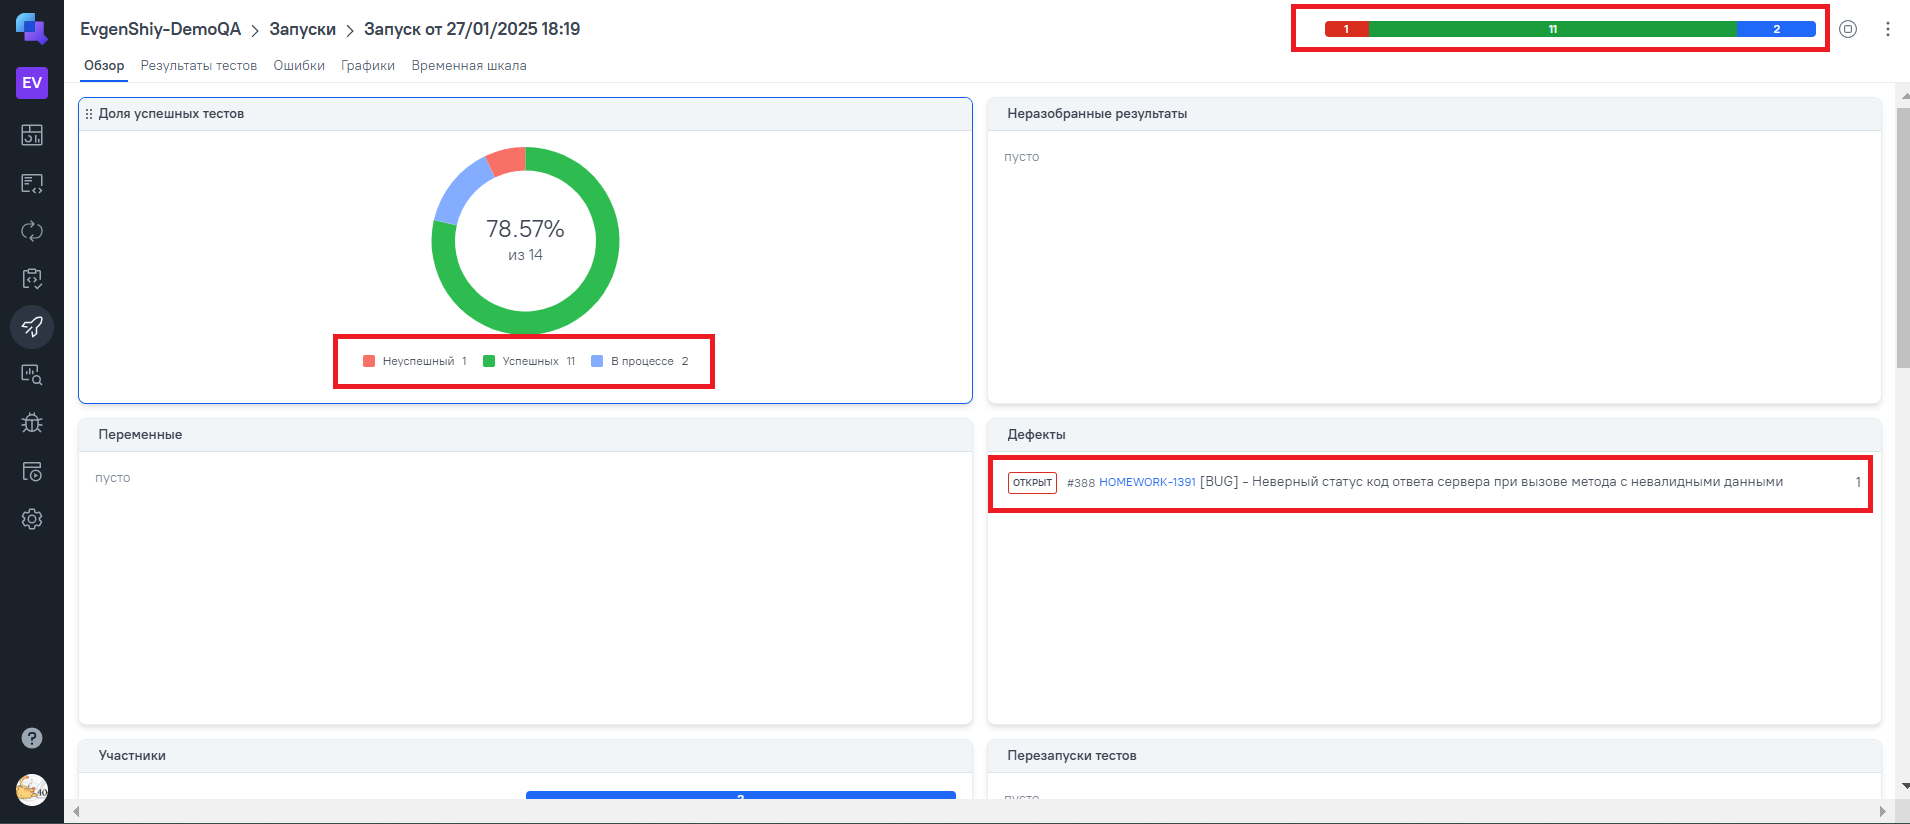 EvgenShiy-DemoQA > Запуски > Запуск от 27/01/2025 18:19
1 11 2
EV
Обзор Результаты тестов Ошибки Графики Временная шкала
Доля успешных тестов
78.57%
из 14
Неуспешный 1 Успешных 11 В процессе 2
Неразобранные результаты
пусто
Переменные
пусто
Дефекты
ОТКРЫТ #388 HOMEWORK-1391 [BUG] - Неверный статус код ответа сервера при вызове метода с невалидными данными 1
Участники
2
Перезапуски тестов
пусто